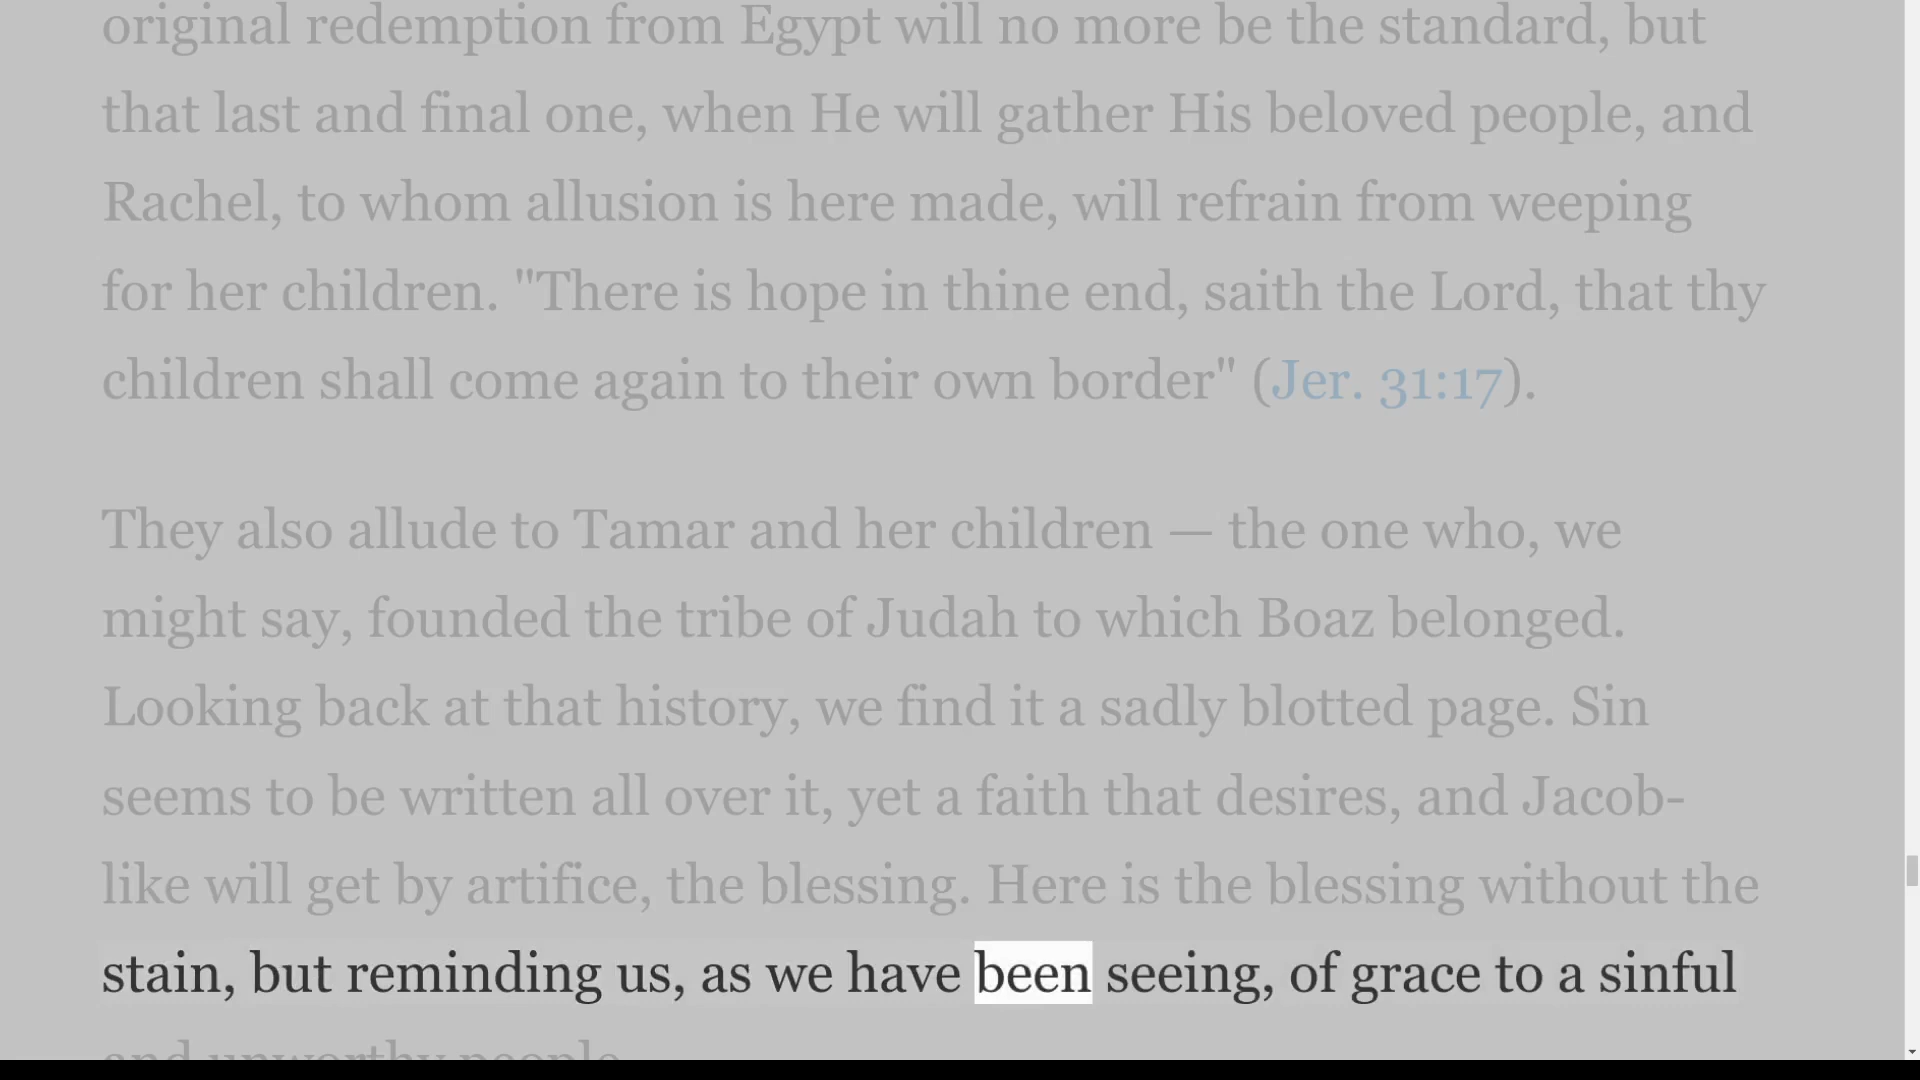 original redemption from Egypt will no more be the standard, but
that last and final one, when He will gather His beloved people, and
Rachel, to whom allusion is here made, will refrain from weeping
for her children. "There is hope in thine end, saith the Lord, that thy
children shall come again to their own border" (Jer. 31:17).
They also allude to Tamar and her children — the one who, we
might say, founded the tribe of Judah to which Boaz belonged.
Looking back at that history, we find it a sadly blotted page. Sin
seems to be written all over it, yet a faith that desires, and Jacob-
like will get by artifice, the blessing. Here is the blessing without the
stain, but reminding us, as we have been seeing, of grace to a sinful
and unworthy people